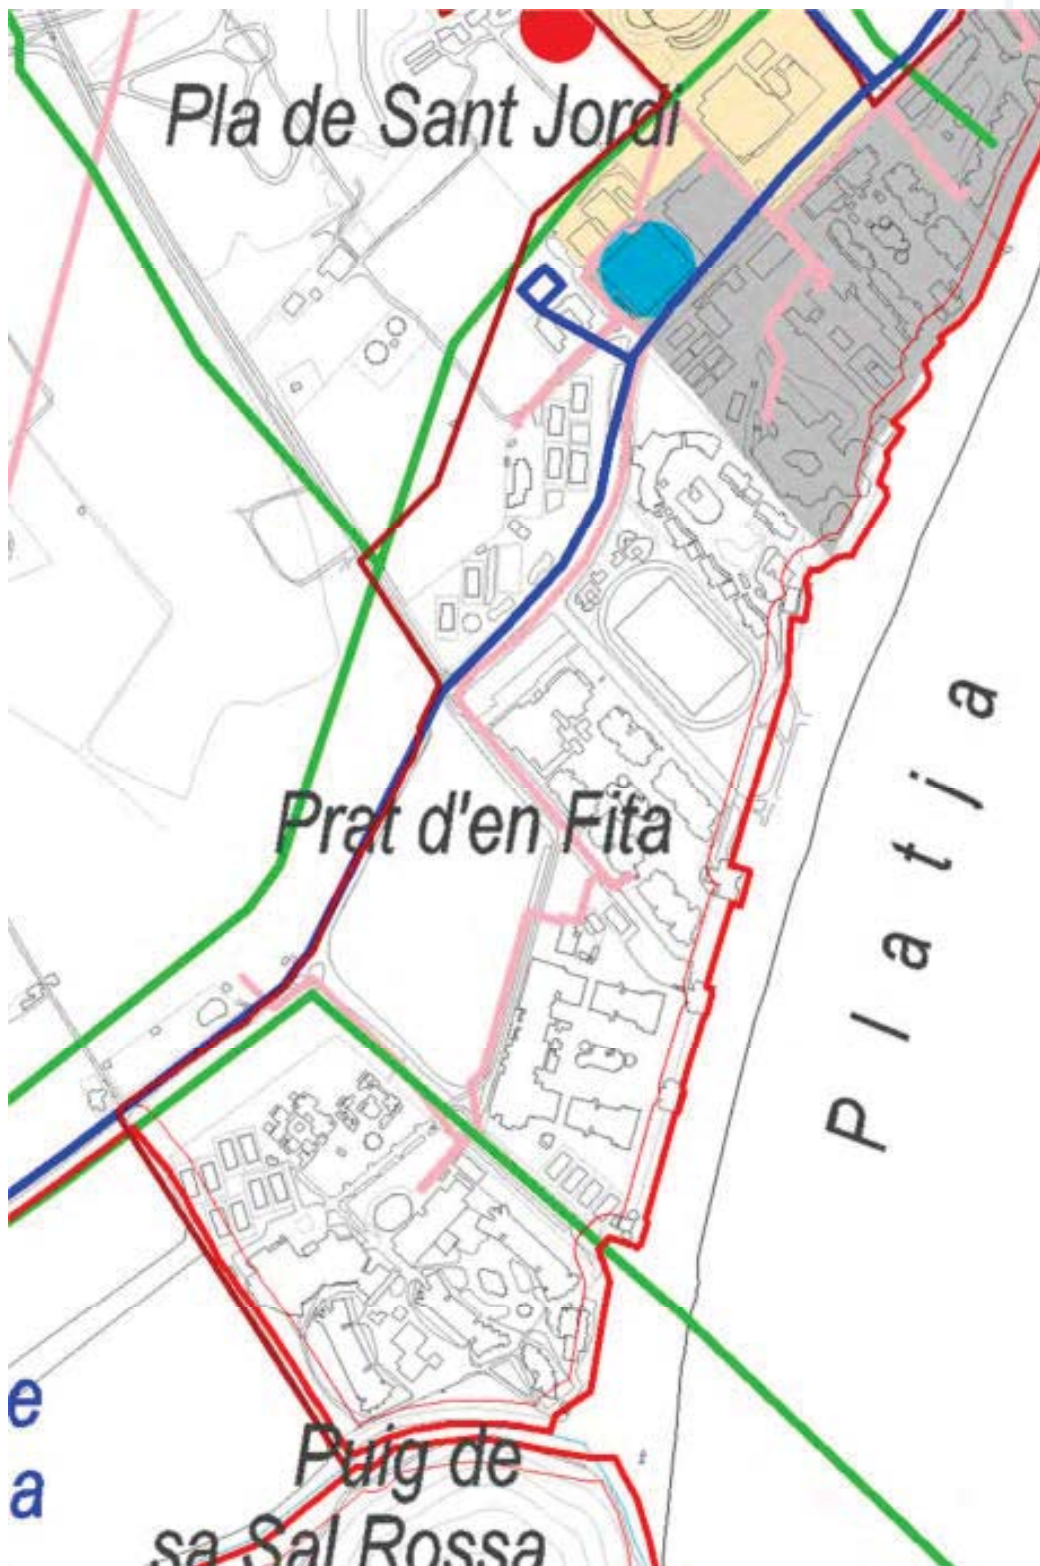 Pla de Sant Jordi
Prat d'en Fita
Platja
e
a
Puig de
sa Sal Rossa